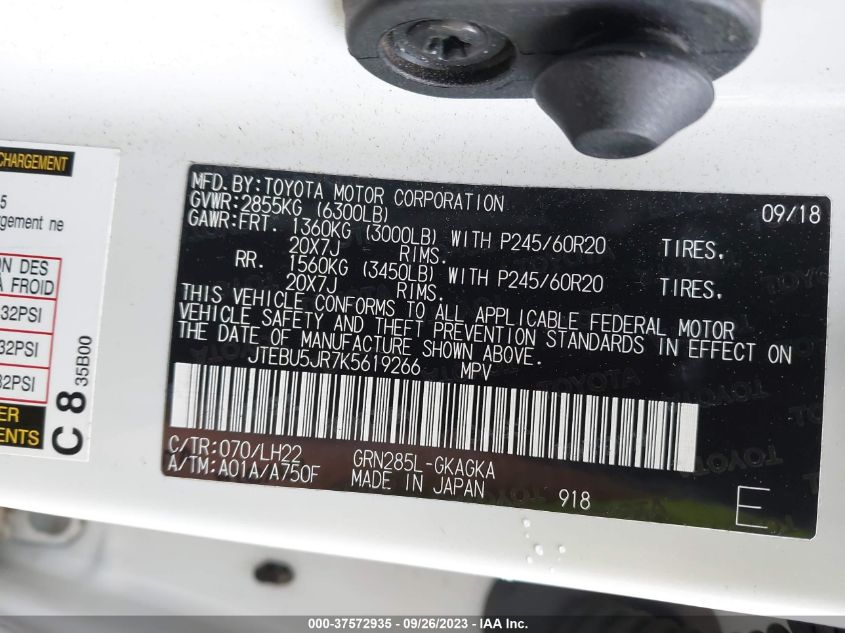 CHARGEMENT
5
rgement ne
ON DES
À FROID
32PSI
32PSI
32PSI
ER
MENTS
C8
35B00
MFD.BY:TOYOTA MOTOR CORPORATION 09/18
GVWR:2855KG (6300LB)
GAWR:FRT. 1360KG (3000LB) WITH P245/60R20 TIRES,
20X7J RIMS.
RR. 1560KG (3450LB) WITH P245/60R20 TIRES,
20X7J RIMS.
THIS VEHICLE CONFORMS TO ALL APPLICABLE FEDERAL MOTOR
VEHICLE SAFETY AND THEFT PREVENTION STANDARDS IN EFFECT ON
THE DATE OF MANUFACTURE SHOWN ABOVE.
JTEBU5JR7K5619266 MPV
C/TR:070/LH22 GRN285L-GKAGKA
A/TM:A01A/A750F MADE IN JAPAN 918 E
000-37572935 - 09/26/2023 - IAA Inc.